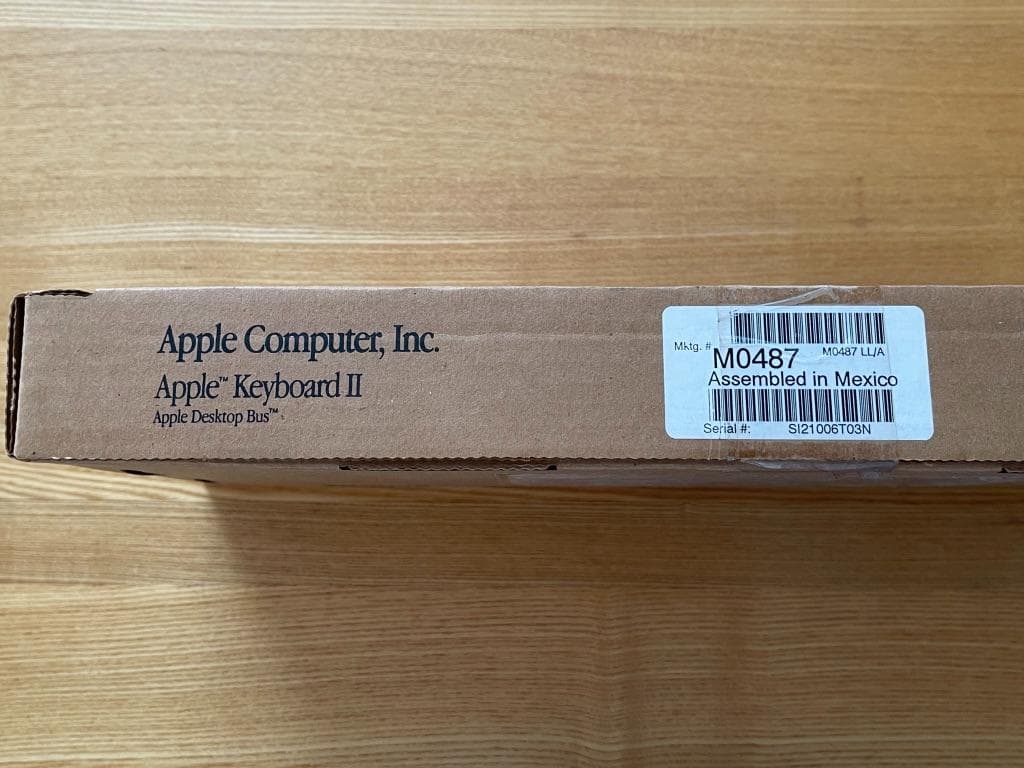 Apple Computer, Inc.
Apple™ Keyboard II
Apple Desktop Bus™
Mktg. #
M0487
M0487 LL/A
Assembled in Mexico
Serial #: SI21006T03N